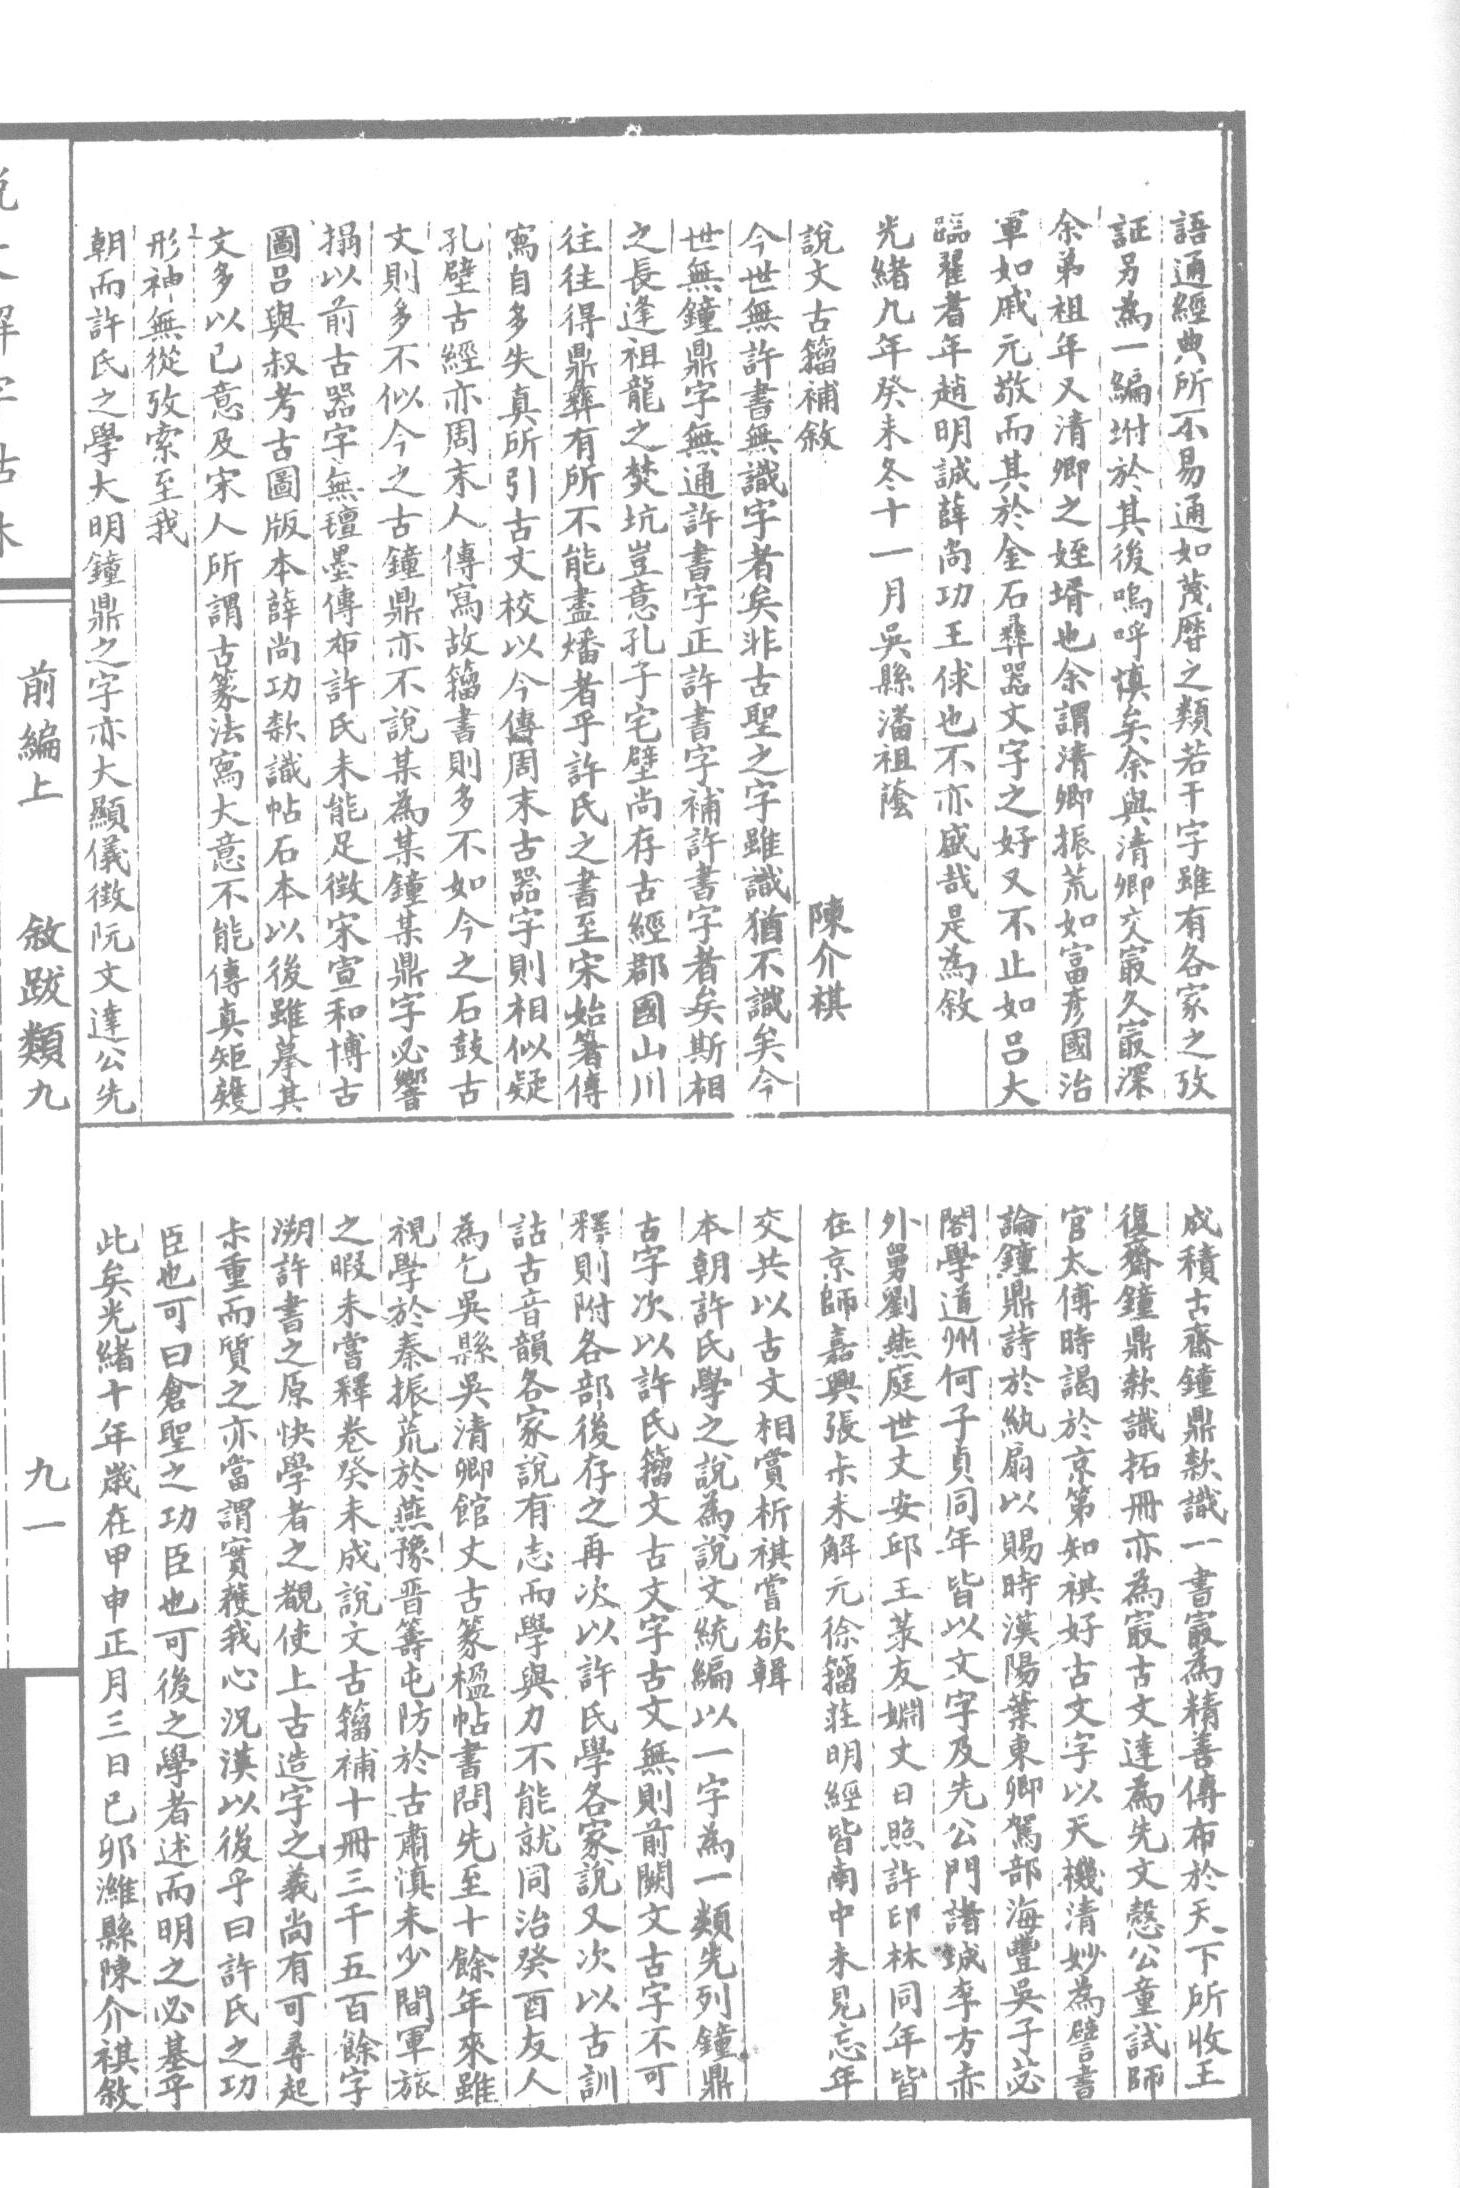 語通經典所不易通如蔑曆之類若干字雖有各家之攷
証另為一編坿於其後嗚呼慎矣余與清卿交㝡久㝡深
余弟祖年又清卿之姪壻也余謂清卿振荒如富彥國治
軍如戚元敬而其於金石彝器文字之好又不止如呂大
臨翟耆年趙明誠薛尚功王俅也不亦盛哉是為敘
光緒九年癸未冬十一月吳縣潘祖蔭
說文古籀補敘
陳介祺
今世無許書無識字者矣非古聖之字雖識猶不識矣今
世無鐘鼎字無通許書字正許書字補許書字者矣斯相
之長逢祖龍之焚坑豈意孔子宅壁尚存古經郡國山川
往往得鼎彝有所不能盡燔者乎許氏之書至宋始箸傳
寫自多失真所引古文校以今傳周末古器字則相似疑
孔壁古經亦周末人傳寫故籀書則多不如今之石鼓古
文則多不似今之古鐘鼎亦不說某為某鐘某鼎字必響
搨以前古器字無氊墨傳布許氏未能足徵宋宣和博古
圖呂與叔考古圖版本薛尚功款識帖石本以後雖摹其
文多以己意及宋人所謂古篆法寫大意不能傳真矩矱
形神無從攷索至我
朝而許氏之學大明鐘鼎之字亦大顯儀徵阮文達公先
成積古齋鐘鼎款識一書㝡為精善傳布於天下所收王
復齋鐘鼎款識拓冊亦為㝡古文達為先文愨公童試師
官太傅時謁於京第知祺好古文字以天機清妙為譬書
論鐘鼎詩於紈扇以賜時漢陽葉東卿駕部海豐吳子苾
閣學道州何子貞同年皆以文字及先公門諸城李方赤
外舅劉燕庭世丈安邱王菉友婣丈日照許印林同年皆
在京師嘉興張尗未解元徐籀莊明經皆南中未見忘年
交共以古文相賞析祺嘗欲輯
本朝許氏學之說為說文統編以一字為一類先列鐘鼎
古字次以許氏籀文古文字古文無則前闕文古字不可
釋則附各部後存之再次以許氏學各家說又次以古訓
詁古音韻各家說有志而學與力不能就同治癸酉友人
為乞吳縣吳清卿館丈古篆楹帖書問先至十餘年來雖
視學於秦振荒於燕豫晉籌屯防於古肅滇未少間軍旅
之暇未嘗釋卷癸未成說文古籀補十冊三千五百餘字
溯許書之原快學者之覩使上古造字之義尚有可尋起
尗重而質之亦當謂實獲我心況漢以後乎曰許氏之功
臣也可曰倉聖之功臣也可後之學者述而明之必基乎
此矣光緒十年歲在甲申正月三日己卯濰縣陳介祺敘
前編上
敘跋類九
九一